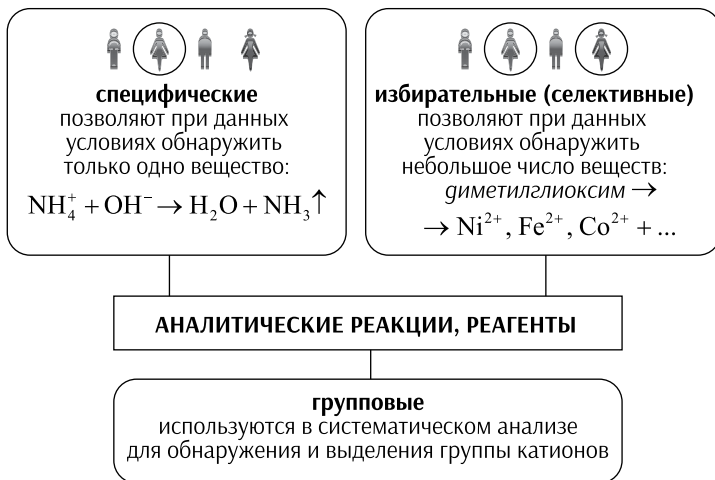 специфические
позволяют при данных
условиях обнаружить
только одно вещество:
NH₄⁺ + OH⁻ → H₂O + NH₃↑
избирательные (селективные)
позволяют при данных
условиях обнаружить
небольшое число веществ:
диметилглиоксим →
→ Ni²⁺, Fe²⁺, Co²⁺ + ...
АНАЛИТИЧЕСКИЕ РЕАКЦИИ, РЕАГЕНТЫ
групповые
используются в систематическом анализе
для обнаружения и выделения группы катионов